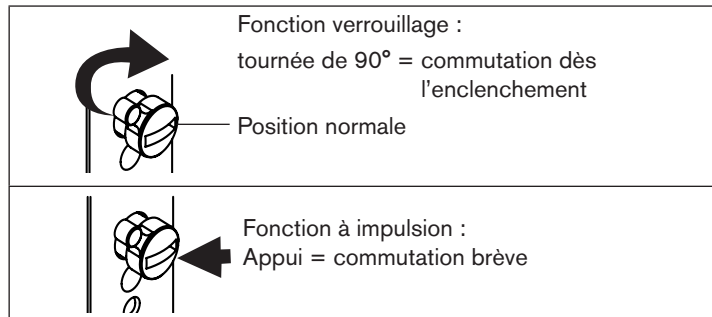 Fonction verrouillage :
tournée de 90° = commutation dès
l'enclenchement
Position normale
Fonction à impulsion :
Appui = commutation brève